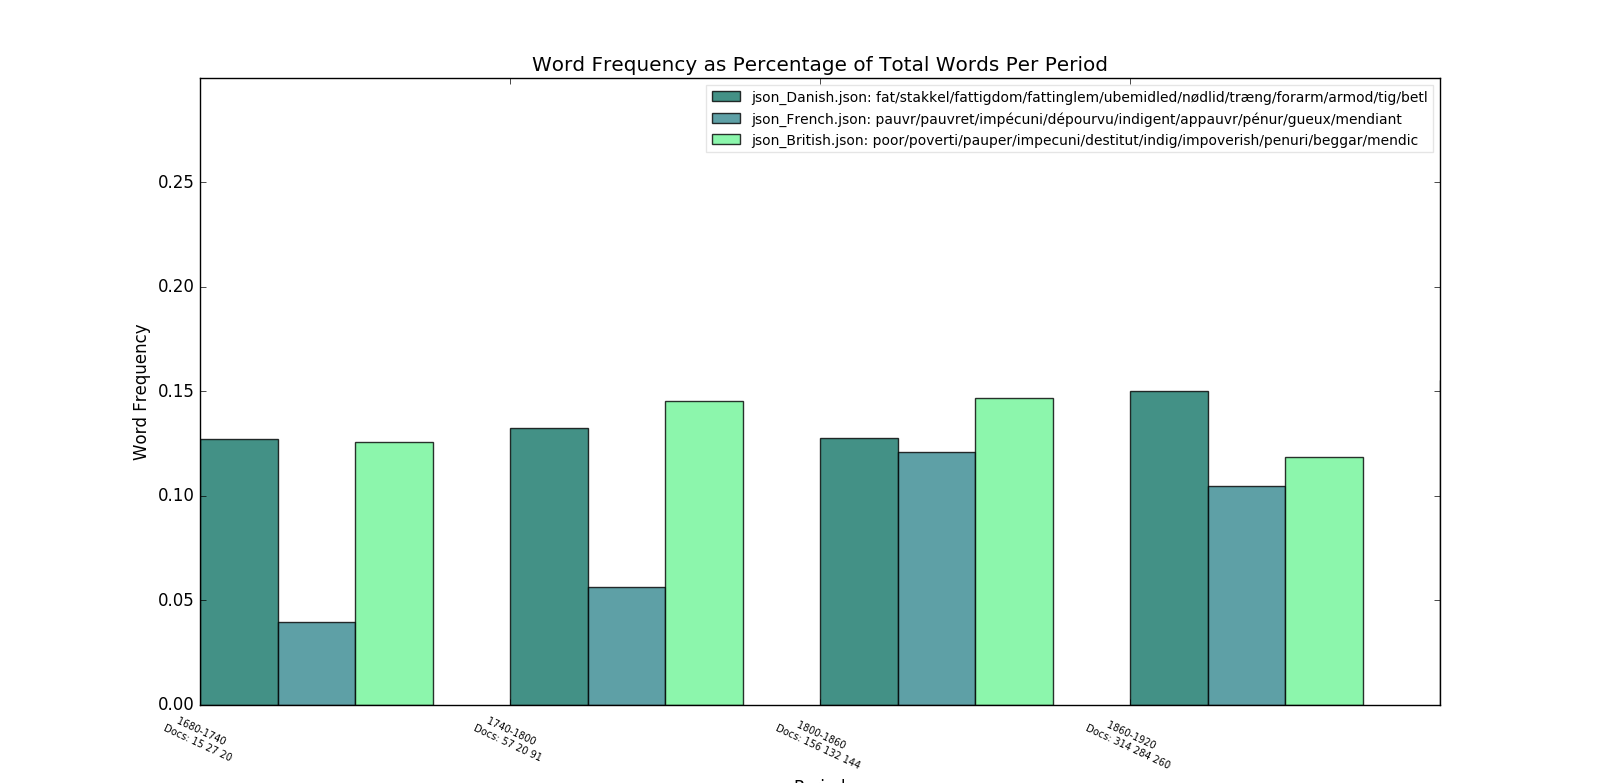 Word Frequency as Percentage of Total Words Per Period
json_Danish.json: fat/stakkel/fattigdom/fattinglem/ubemidled/nødlid/træng/forarm/armod/tig/betl
json_French.json: pauvr/pauvret/impécuni/dépourvu/indigent/appauvr/pénur/gueux/mendiant
json_British.json: poor/poverti/pauper/impecuni/destitut/indig/impoverish/penuri/beggar/mendic
Word Frequency
0.25
0.20
0.15
0.10
0.05
0.00
1680-1740
Docs: 15 27 20
1740-1800
Docs: 57 20 91
1800-1860
Docs: 156 132 144
1860-1920
Docs: 314 284 260